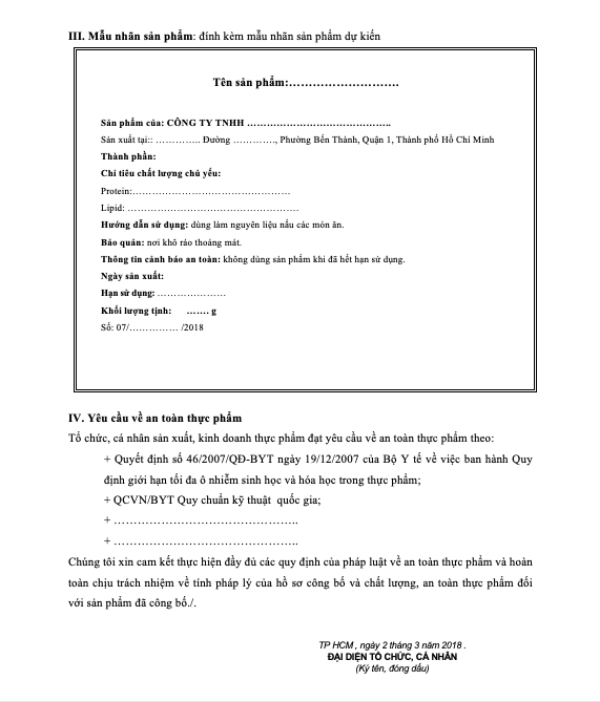 III. Mẫu nhãn sản phẩm: đính kèm mẫu nhãn sản phẩm dự kiến
Tên sản phẩm:............................
Sản phẩm của: CÔNG TY TNHH ..........................................
Sản xuất tại:: .............. Đường ............., Phường Bến Thành, Quận 1, Thành phố Hồ Chí Minh
Thành phần:
Chỉ tiêu chất lượng chủ yếu:
Protein:................................................
Lipid: ....................................................
Hướng dẫn sử dụng: dùng làm nguyên liệu nấu các món ăn.
Bảo quản: nơi khô ráo thoáng mát.
Thông tin cảnh báo an toàn: không dùng sản phẩm khi đã hết hạn sử dụng.
Ngày sản xuất:
Hạn sử dụng: .....................
Khối lượng tịnh: ....... g
Số: 07/............... /2018
IV. Yêu cầu về an toàn thực phẩm
Tổ chức, cá nhân sản xuất, kinh doanh thực phẩm đạt yêu cầu về an toàn thực phẩm theo:
+ Quyết định số 46/2007/QĐ-BYT ngày 19/12/2007 của Bộ Y tế về việc ban hành Quy
định giới hạn tối đa ô nhiễm sinh học và hóa học trong thực phẩm;
+ QCVN/BYT Quy chuẩn kỹ thuật quốc gia;
+ ..............................................
+ ..............................................
Chúng tôi xin cam kết thực hiện đầy đủ các quy định của pháp luật về an toàn thực phẩm và hoàn
toàn chịu trách nhiệm về tính pháp lý của hồ sơ công bố và chất lượng, an toàn thực phẩm đối
với sản phẩm đã công bố./.
TP HCM , ngày 2 tháng 3 năm 2018 .
ĐẠI DIỆN TỔ CHỨC, CÁ NHÂN
(Ký tên, đóng dấu)